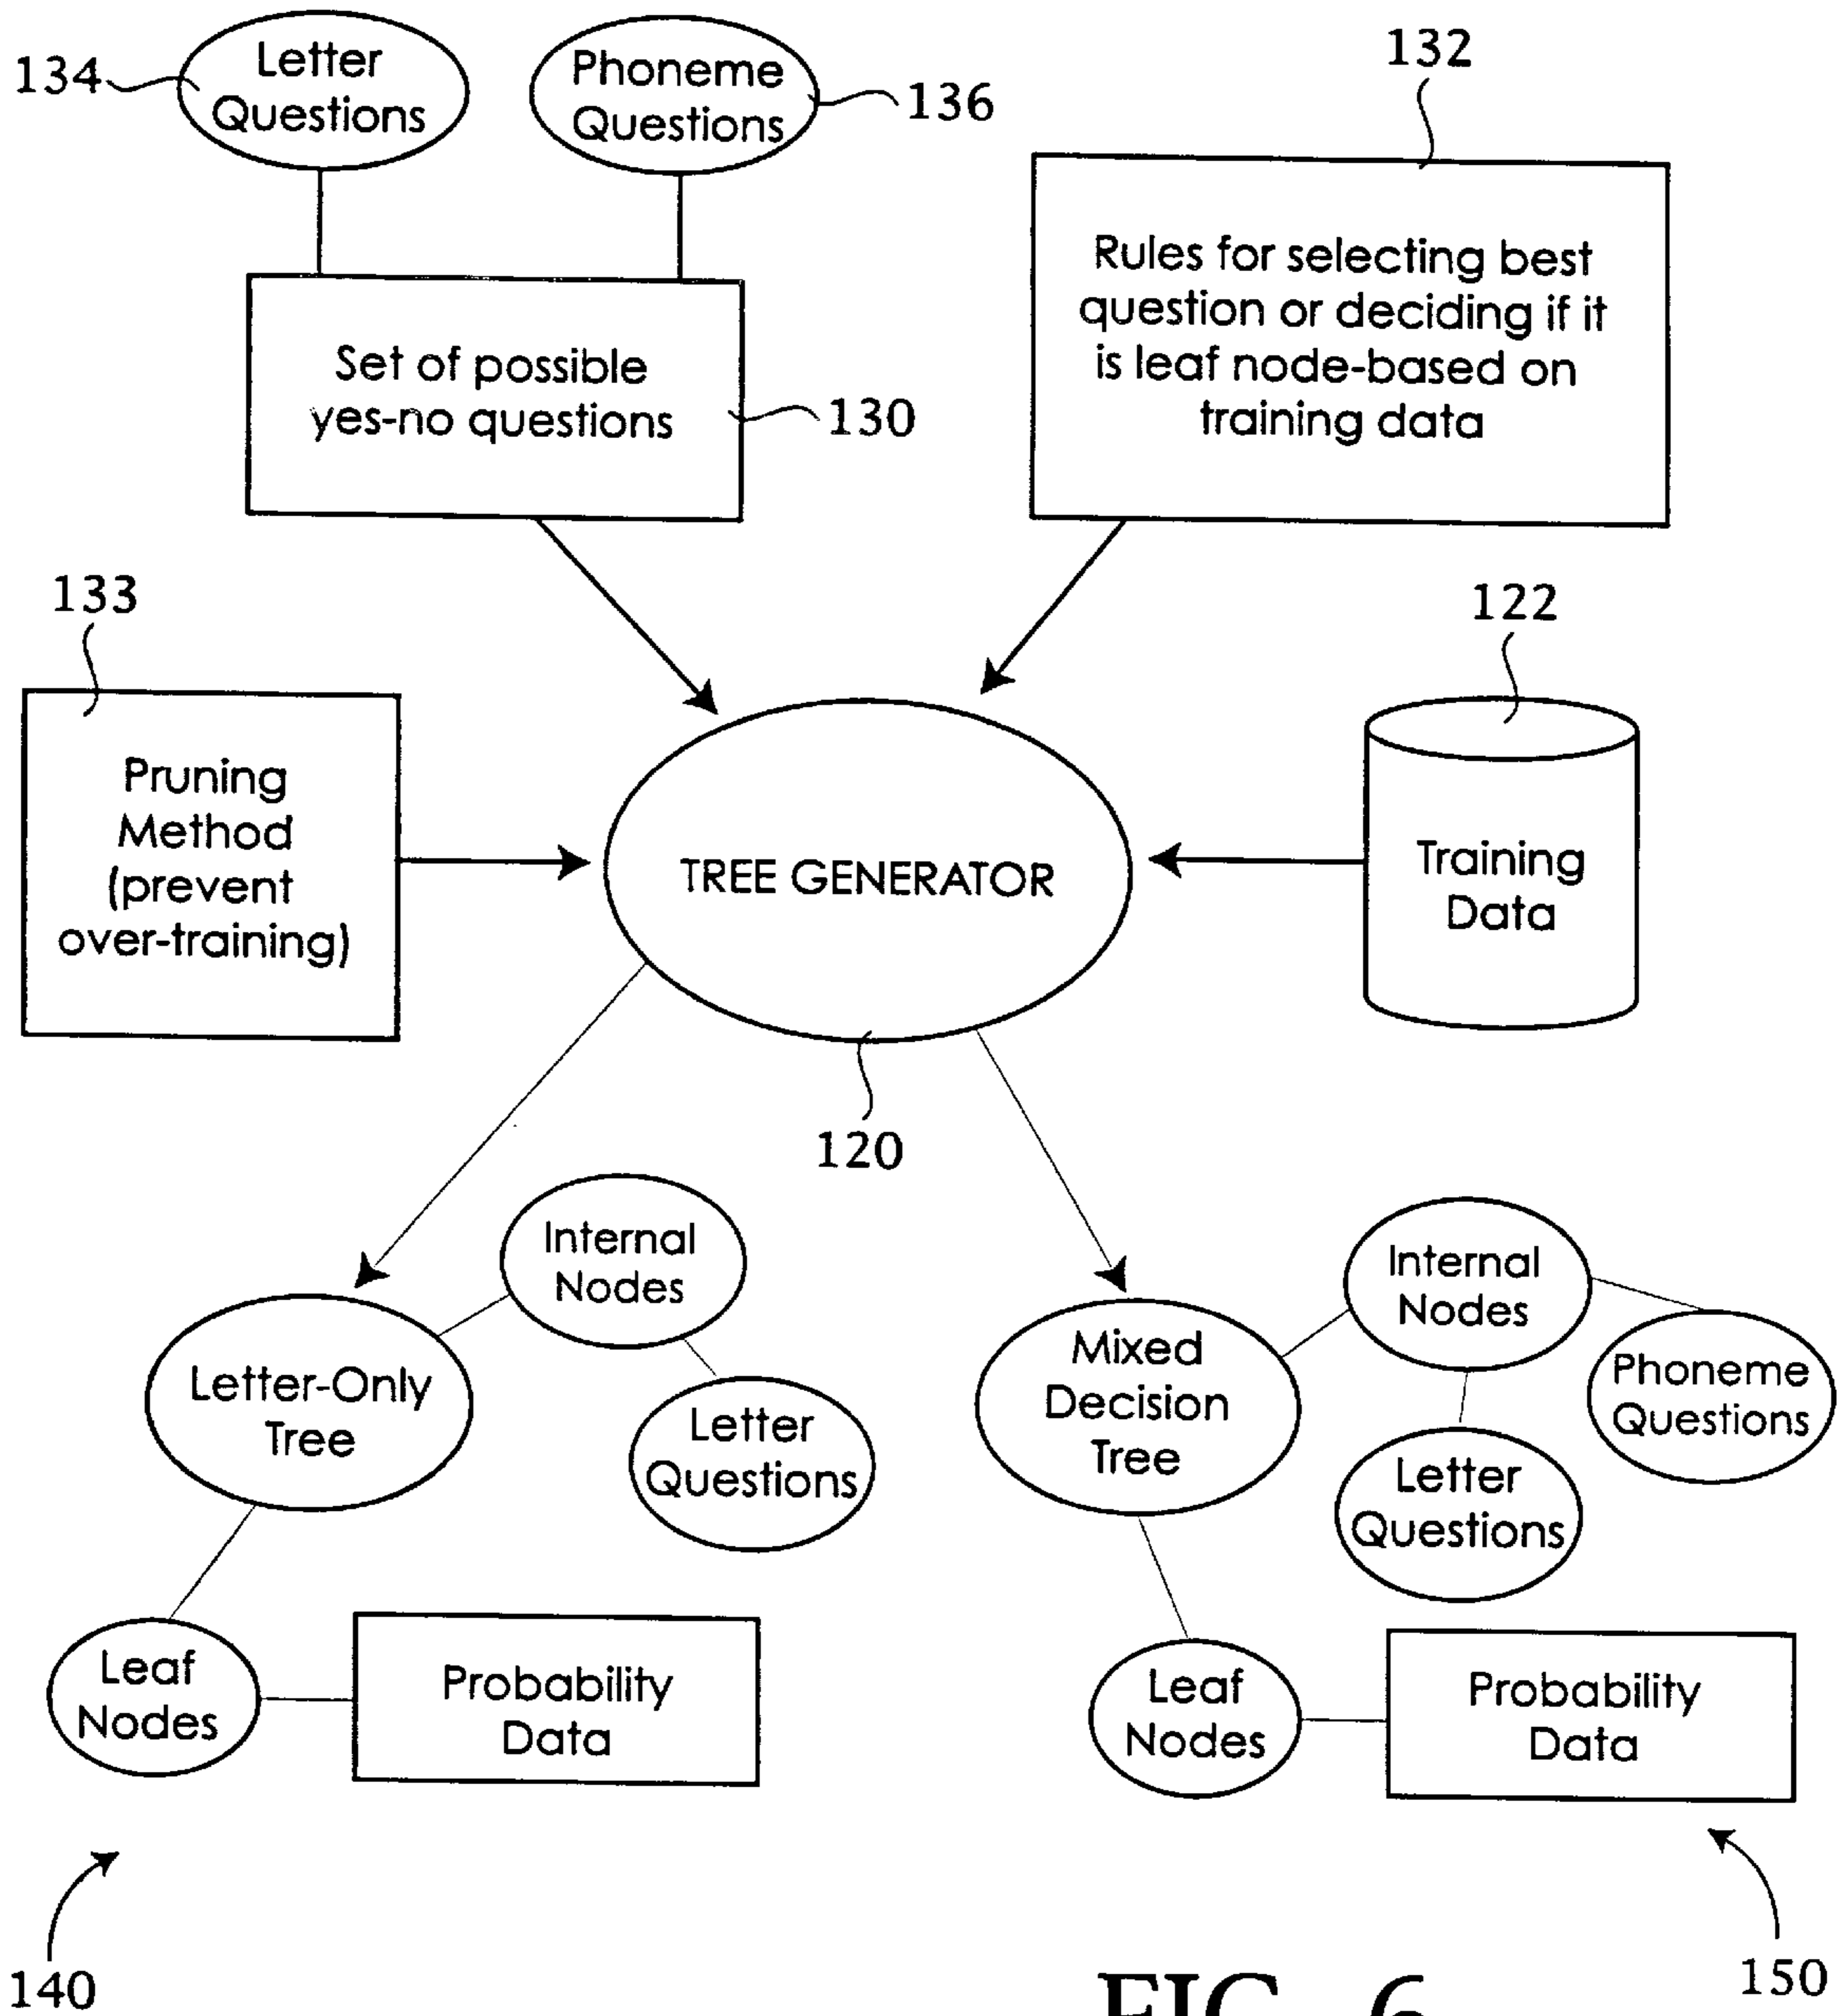 134
Letter
Questions
Phoneme
Questions
136
132
Rules for selecting best
question or deciding if it
is leaf node-based on
training data
Set of possible
yes-no questions
130
133
122
Pruning
Method
(prevent
over-training)
TREE GENERATOR
Training
Data
120
Internal
Nodes
Letter-Only
Tree
Letter
Questions
Leaf
Nodes
Probability
Data
140
Internal
Nodes
Mixed
Decision
Tree
Phoneme
Questions
Letter
Questions
Leaf
Nodes
Probability
Data
150
FIG. 6